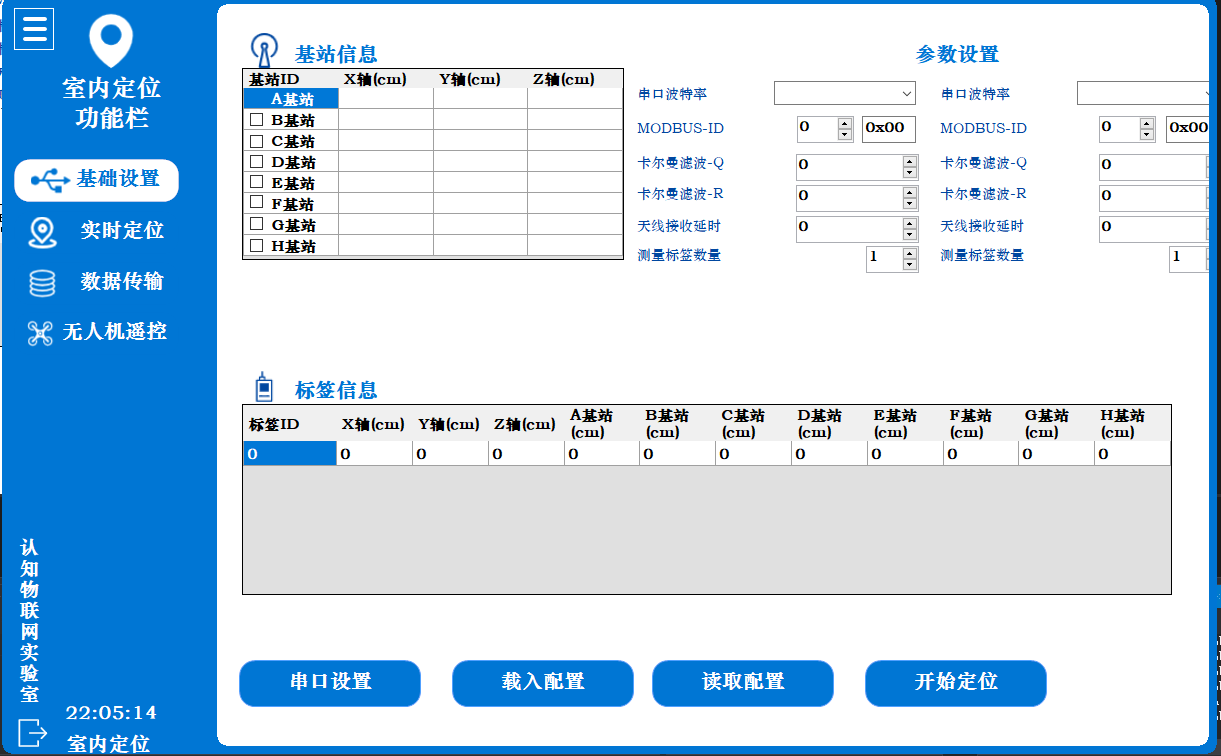 室内定位
功能栏
基础设置
实时定位
数据传输
无人机遥控
认知物联网实验室
22:05:14
室内定位
基站信息
基站ID X轴(cm) Y轴(cm) Z轴(cm)
A基站
B基站
C基站
D基站
E基站
F基站
G基站
H基站
参数设置
串口波特率 串口波特率
MODBUS-ID 0 0x00 MODBUS-ID 0 0x00
卡尔曼滤波-Q 0 卡尔曼滤波-Q 0
卡尔曼滤波-R 0 卡尔曼滤波-R 0
天线接收延时 0 天线接收延时 0
测量标签数量 1 测量标签数量 1
标签信息
标签ID X轴(cm) Y轴(cm) Z轴(cm) A基站(cm) B基站(cm) C基站(cm) D基站(cm) E基站(cm) F基站(cm) G基站(cm) H基站(cm)
0 0 0 0 0 0 0 0 0 0 0 0
串口设置 载入配置 读取配置 开始定位